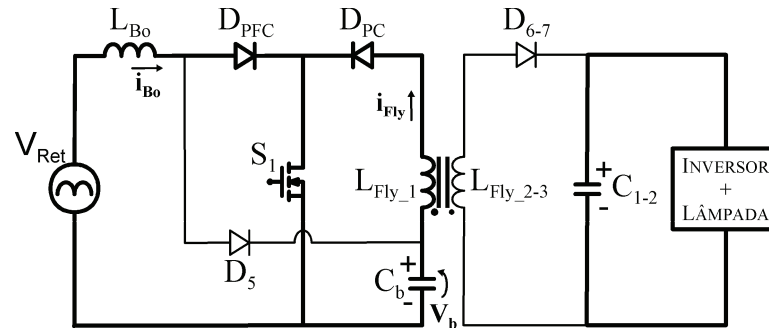 L_Bo
D_PFC
D_PC
D_6-7
i_Bo
i_Fly
V_Ret
S_1
L_Fly_1
L_Fly_2-3
+
-
C_1-2
INVERSOR
+
LÂMPADA
D_5
+
-
C_b
V_b